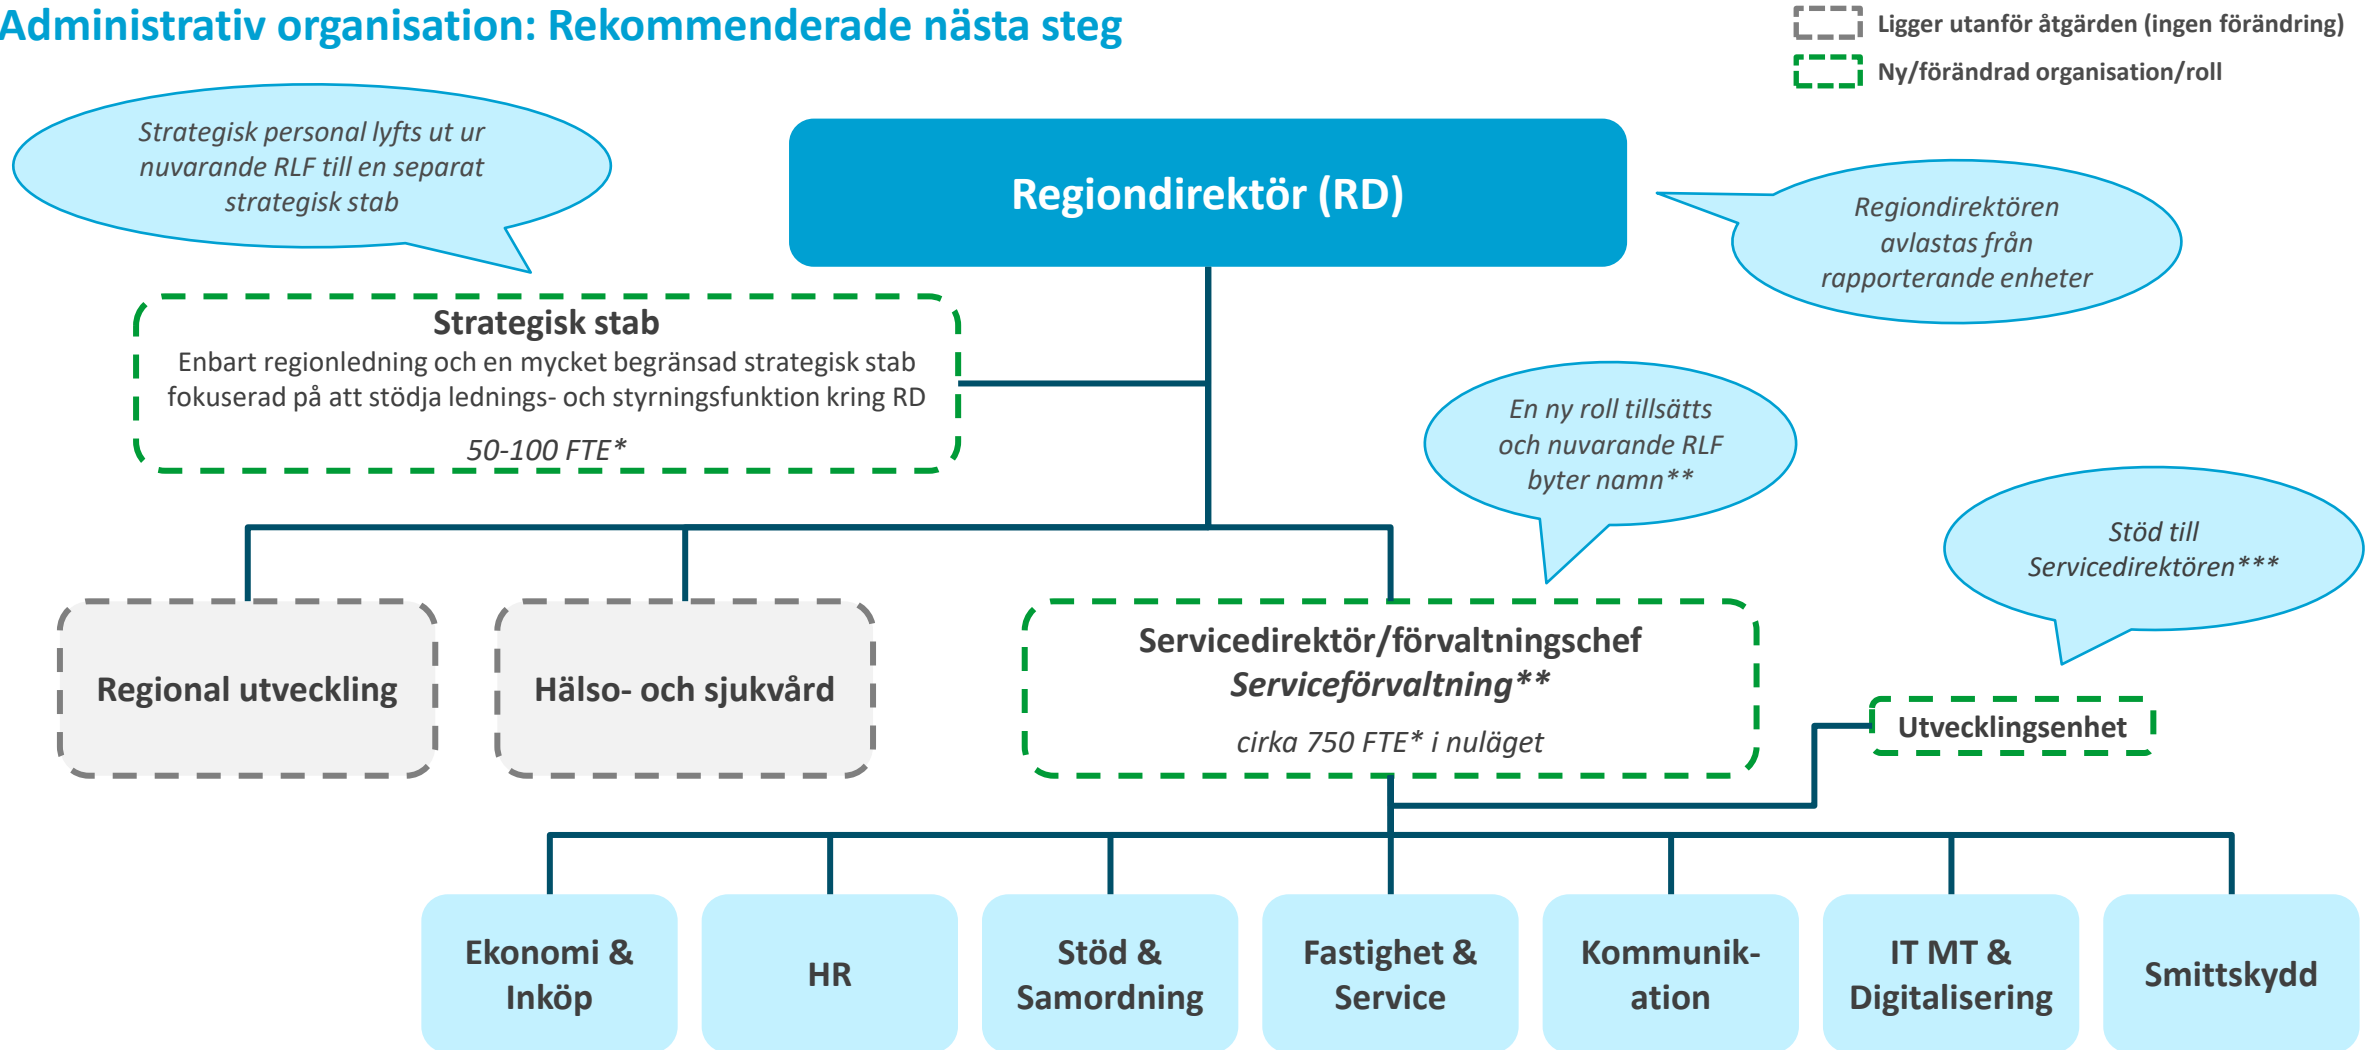 Administrativ organisation: Rekommenderade nästa steg
Ligger utanför åtgärden (ingen förändring)
Ny/förändrad organisation/roll
Strategisk personal lyfts ut ur
nuvarande RLF till en separat
strategisk stab
Regiondirektör (RD)
Regiondirektören
avlastas från
rapporterande enheter
Strategisk stab
Enbart regionledning och en mycket begränsad strategisk stab
fokuserad på att stödja lednings- och styrningsfunktion kring RD
50-100 FTE*
En ny roll tillsätts
och nuvarande RLF
byter namn**
Stöd till
Servicedirektören***
Regional utveckling
Hälso- och sjukvård
Servicedirektör/förvaltningschef
Serviceförvaltning**
cirka 750 FTE* i nuläget
Utvecklingsenhet
Ekonomi &
Inköp
HR
Stöd &
Samordning
Fastighet &
Service
Kommunik-
ation
IT MT &
Digitalisering
Smittskydd